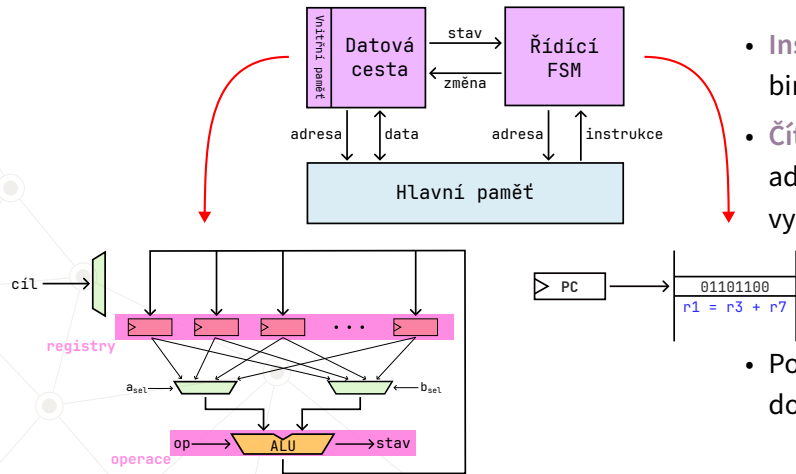 Vnitřní paměť
Datová
cesta
stav
změna
Řídící
FSM
adresa
data
adresa
instrukce
Hlavní paměť
cíl
registry
a_sel
b_sel
op
ALU
stav
operace
PC
01101100
r1 = r3 + r7
• Ins
bin
• Čít
ad
vy
• Po
do